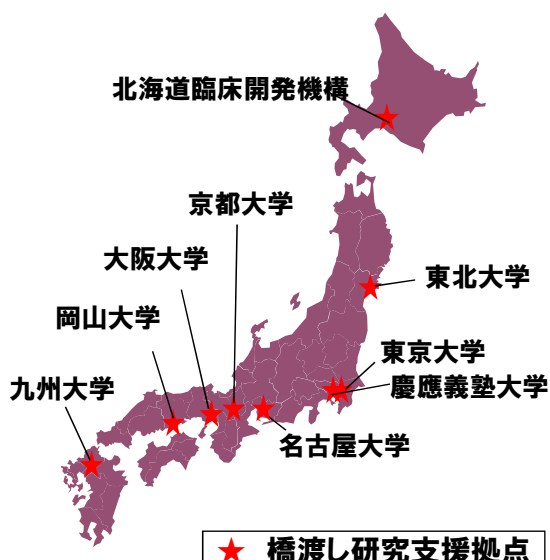 北海道臨床開発機構
京都大学
大阪大学
東北大学
岡山大学
東京大学
九州大学
慶應義塾大学
名古屋大学
★ 橋渡し研究支援拠点